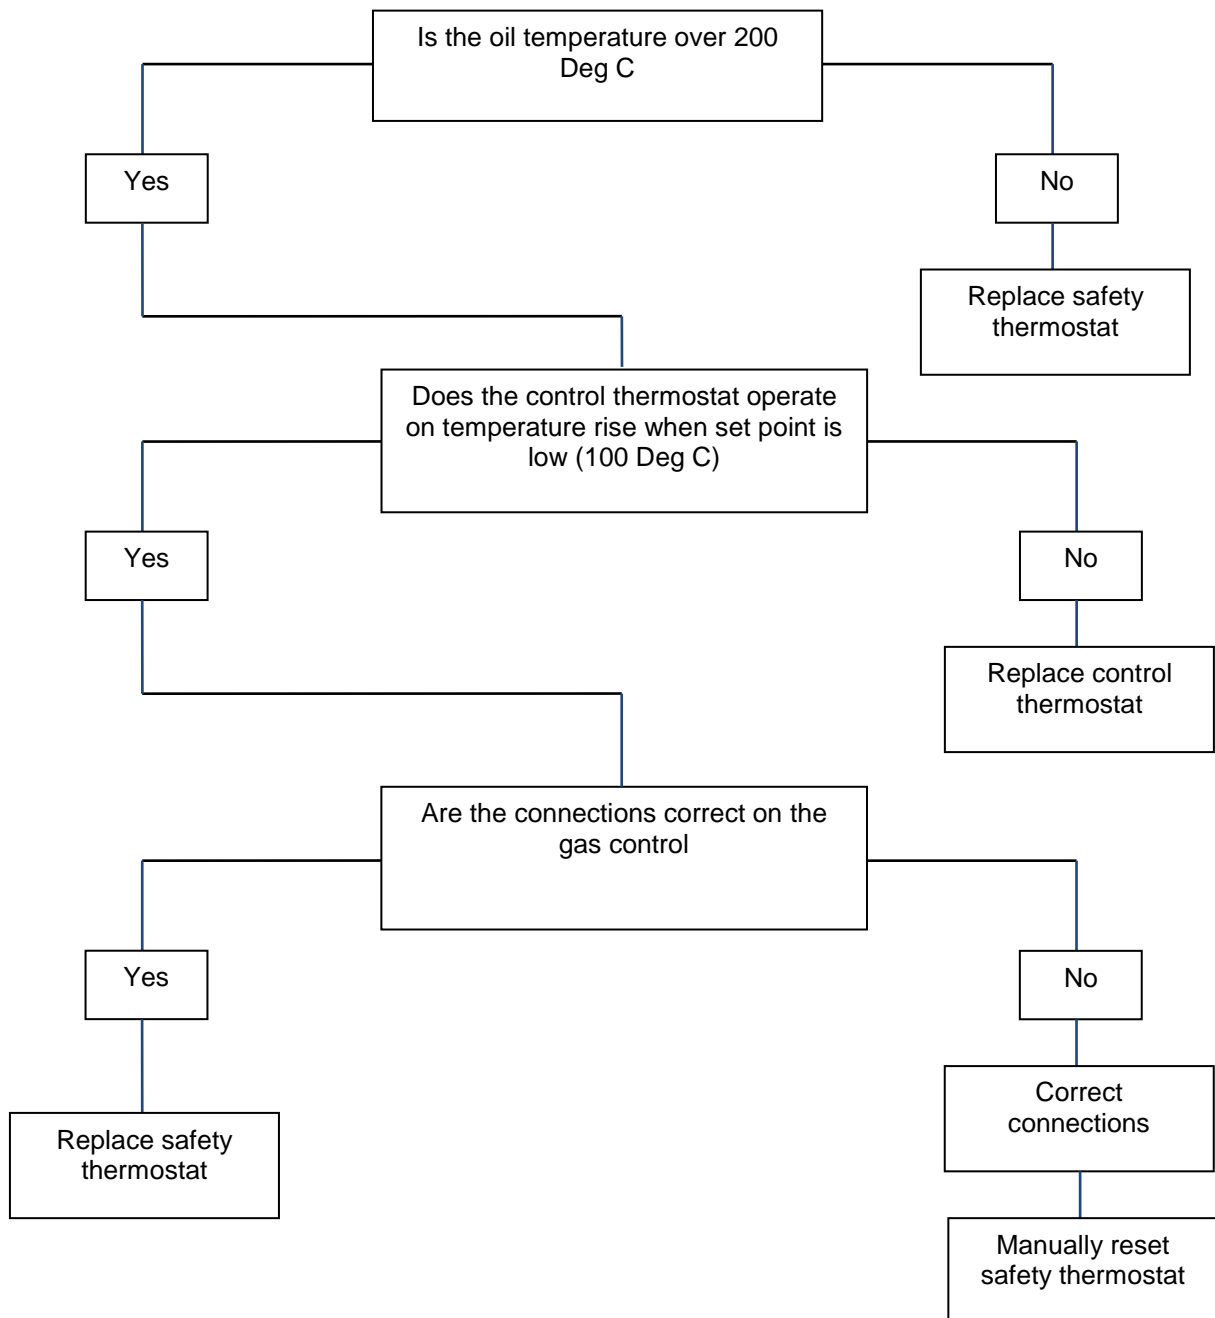 Is the oil temperature over 200
Deg C
Yes
No
Replace safety
thermostat
Does the control thermostat operate
on temperature rise when set point is
low (100 Deg C)
Yes
No
Replace control
thermostat
Are the connections correct on the
gas control
Yes
No
Correct
connections
Replace safety
thermostat
Manually reset
safety thermostat